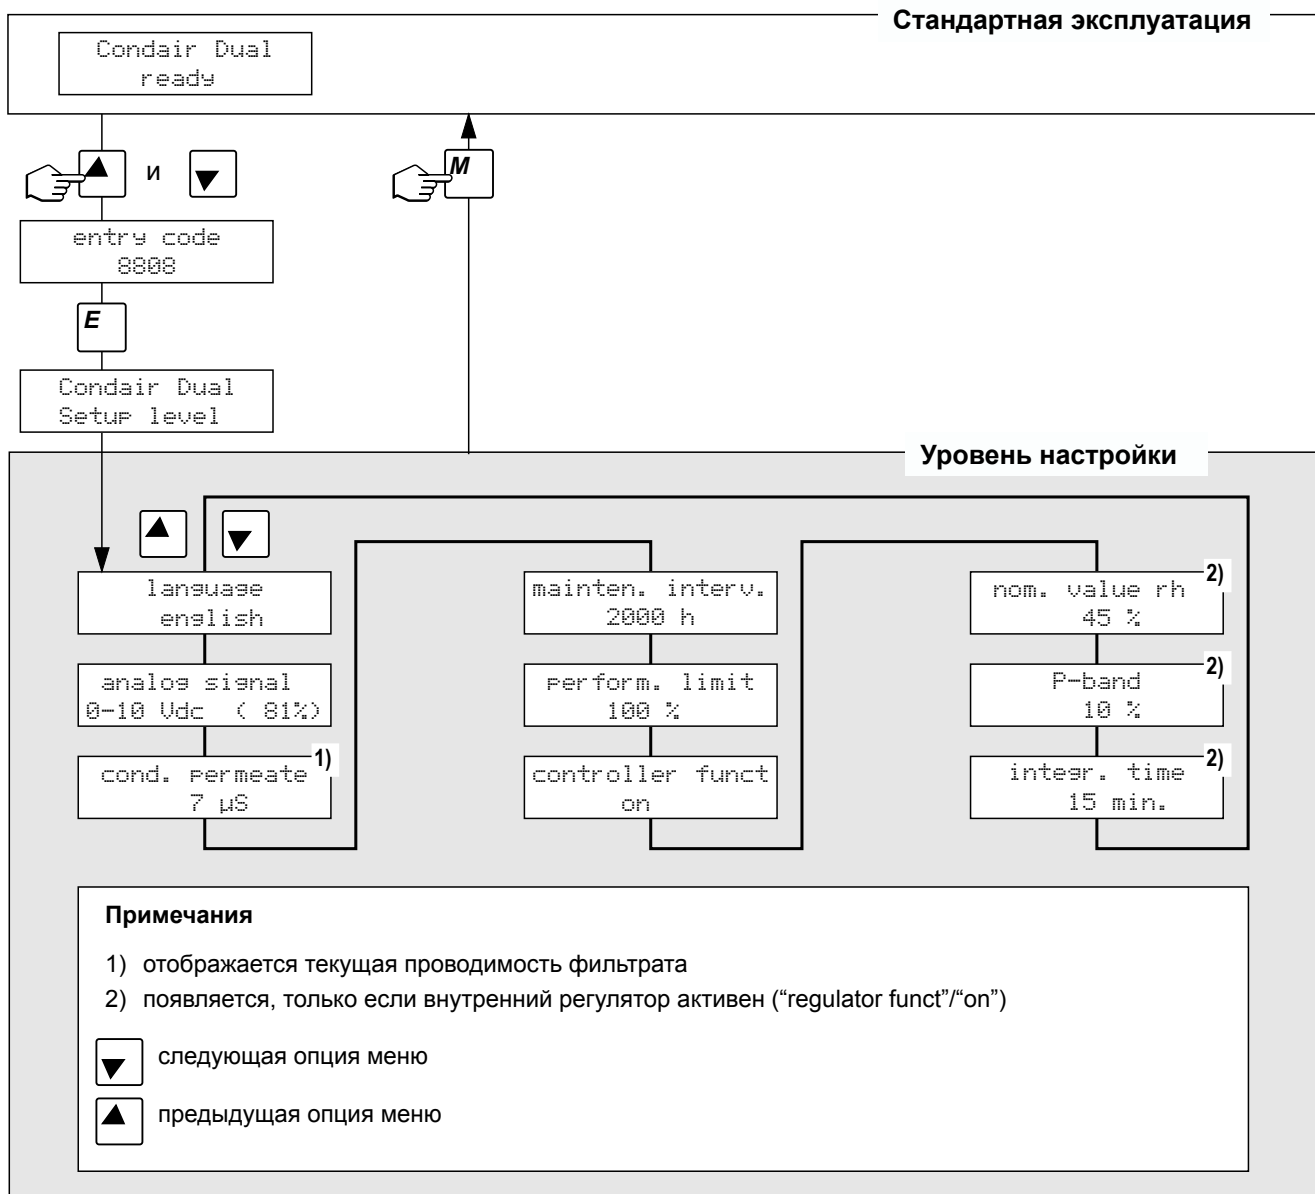 Стандартная эксплуатация
Condair Dual
ready
и
M
entry code
8808
E
Condair Dual
Setup level
Уровень настройки
language
english
analog signal
0-10 Vdc ( 81%)
cond. permeate 1)
7 µS
mainten. interv.
2000 h
perform. limit
100 %
controller funct
on
nom. value rh 2)
45 %
P-band 2)
10 %
integr. time 2)
15 min.
Примечания
1) отображается текущая проводимость фильтрата
2) появляется, только если внутренний регулятор активен (“regulator funct”/“on”)
следующая опция меню
предыдущая опция меню